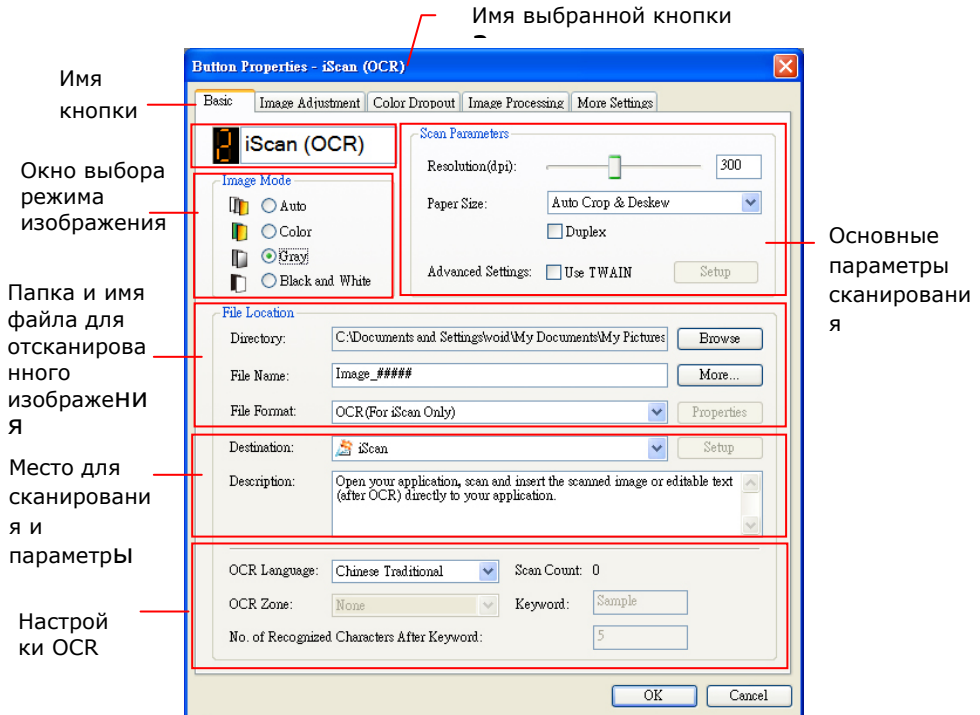 Имя выбранной кнопки
Button Properties - iScan (OCR)
Имя
кнопки
Basic Image Adjustment Color Dropout Image Processing More Settings
2 iScan (OCR)
Окно выбора
режима
изображения
Image Mode
Auto
Color
Gray
Black and White
Scan Parameters
Resolution(dpi): 300
Paper Size: Auto Crop & Deskew
Duplex
Advanced Settings: Use TWAIN Setup
Основные
параметры
сканировани
я
Папка и имя
файла для
отсканирова
нного
изображени
я
File Location
Directory: C:\Documents and Settings\woid\My Documents\My Pictures Browse
File Name: Image_##### More...
File Format: OCR(For iScan Only) Properties
Место для
сканировани
я и
параметры
Destination: iScan Setup
Description: Open your application, scan and insert the scanned image or editable text
(after OCR) directly to your application.
Настрой
ки OCR
OCR Language: Chinese Traditional Scan Count: 0
OCR Zone: None Keyword: Sample
No. of Recognized Characters After Keyword: 5
OK Cancel